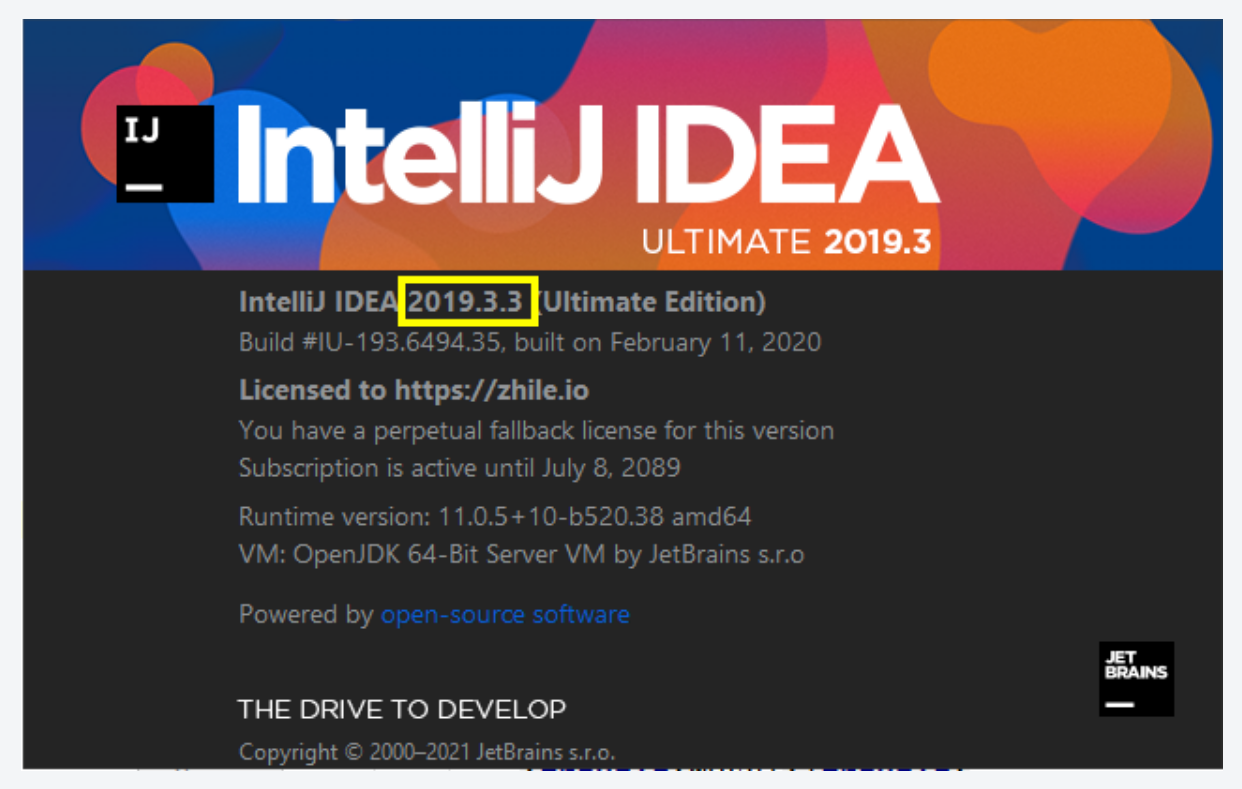 IJ
IntelliJ IDEA
ULTIMATE 2019.3
IntelliJ IDEA 2019.3.3 (Ultimate Edition)
Build #IU-193.6494.35, built on February 11, 2020
Licensed to https://zhile.io
You have a perpetual fallback license for this version
Subscription is active until July 8, 2089
Runtime version: 11.0.5+10-b520.38 amd64
VM: OpenJDK 64-Bit Server VM by JetBrains s.r.o
Powered by open-source software
JET
BRAINS
THE DRIVE TO DEVELOP
Copyright © 2000–2021 JetBrains s.r.o.